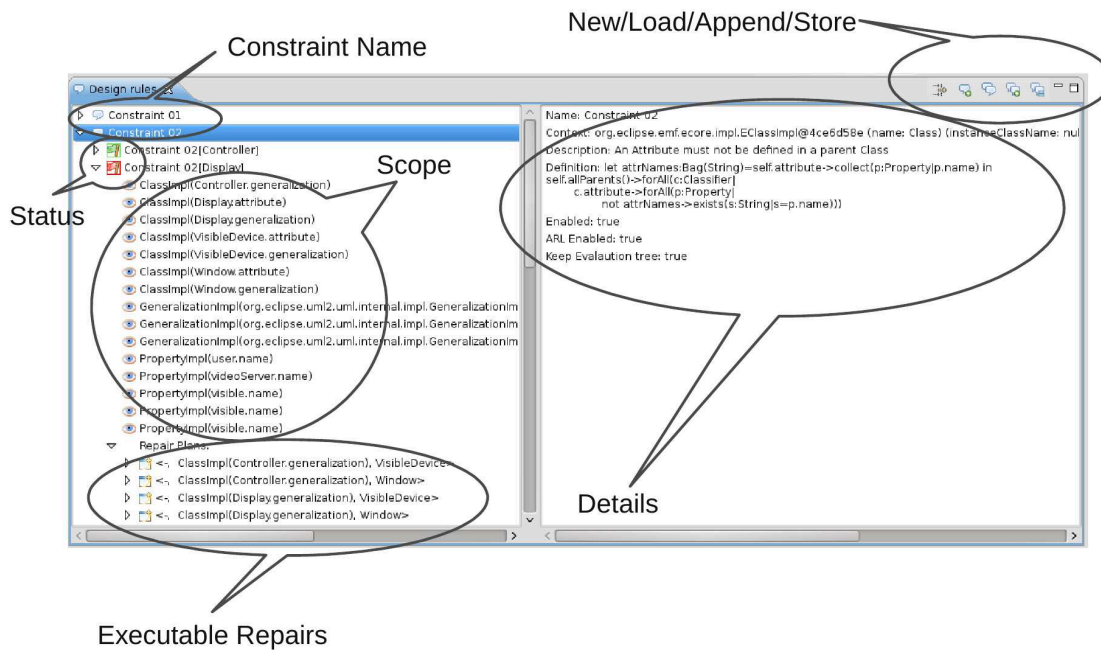 New/Load/Append/Store
Constraint Name
Design rules
Constraint 01
Constraint 02
Constraint 02[Controller]
Constraint 02[Display]
Scope
Status
ClassImpl(Controller.generalization)
ClassImpl(Display.attribute)
ClassImpl(Display.generalization)
ClassImpl(VisibleDevice.attribute)
ClassImpl(VisibleDevice.generalization)
ClassImpl(Window.attribute)
ClassImpl(Window.generalization)
GeneralizationImpl(org.eclipse.uml2.uml.internal.impl.GeneralizationIm
GeneralizationImpl(org.eclipse.uml2.uml.internal.impl.GeneralizationIm
GeneralizationImpl(org.eclipse.uml2.uml.internal.impl.GeneralizationIm
PropertyImpl(user.name)
PropertyImpl(videoServer.name)
PropertyImpl(visible.name)
PropertyImpl(visible.name)
PropertyImpl(visible.name)
Repair Plans:
<-, ClassImpl(Controller.generalization), VisibleDevice>
<-, ClassImpl(Controller.generalization), Window>
<-, ClassImpl(Display.generalization), VisibleDevice>
<-, ClassImpl(Display.generalization), Window>
Name: Constraint 02
Context: org.eclipse.emf.ecore.impl.EClassImpl@4ce6d58e (name: Class) (instanceClassName: nul
Description: An Attribute must not be defined in a parent Class
Definition: let attrNames:Bag(String)=self.attribute->collect(p:Property|p.name) in
self.allParents()->forAll(c:Classifier|
c.attribute->forAll(p:Property|
not attrNames->exists(s:String|s=p.name)))
Enabled: true
ARL Enabled: true
Keep Evalaution tree: true
Details
Executable Repairs